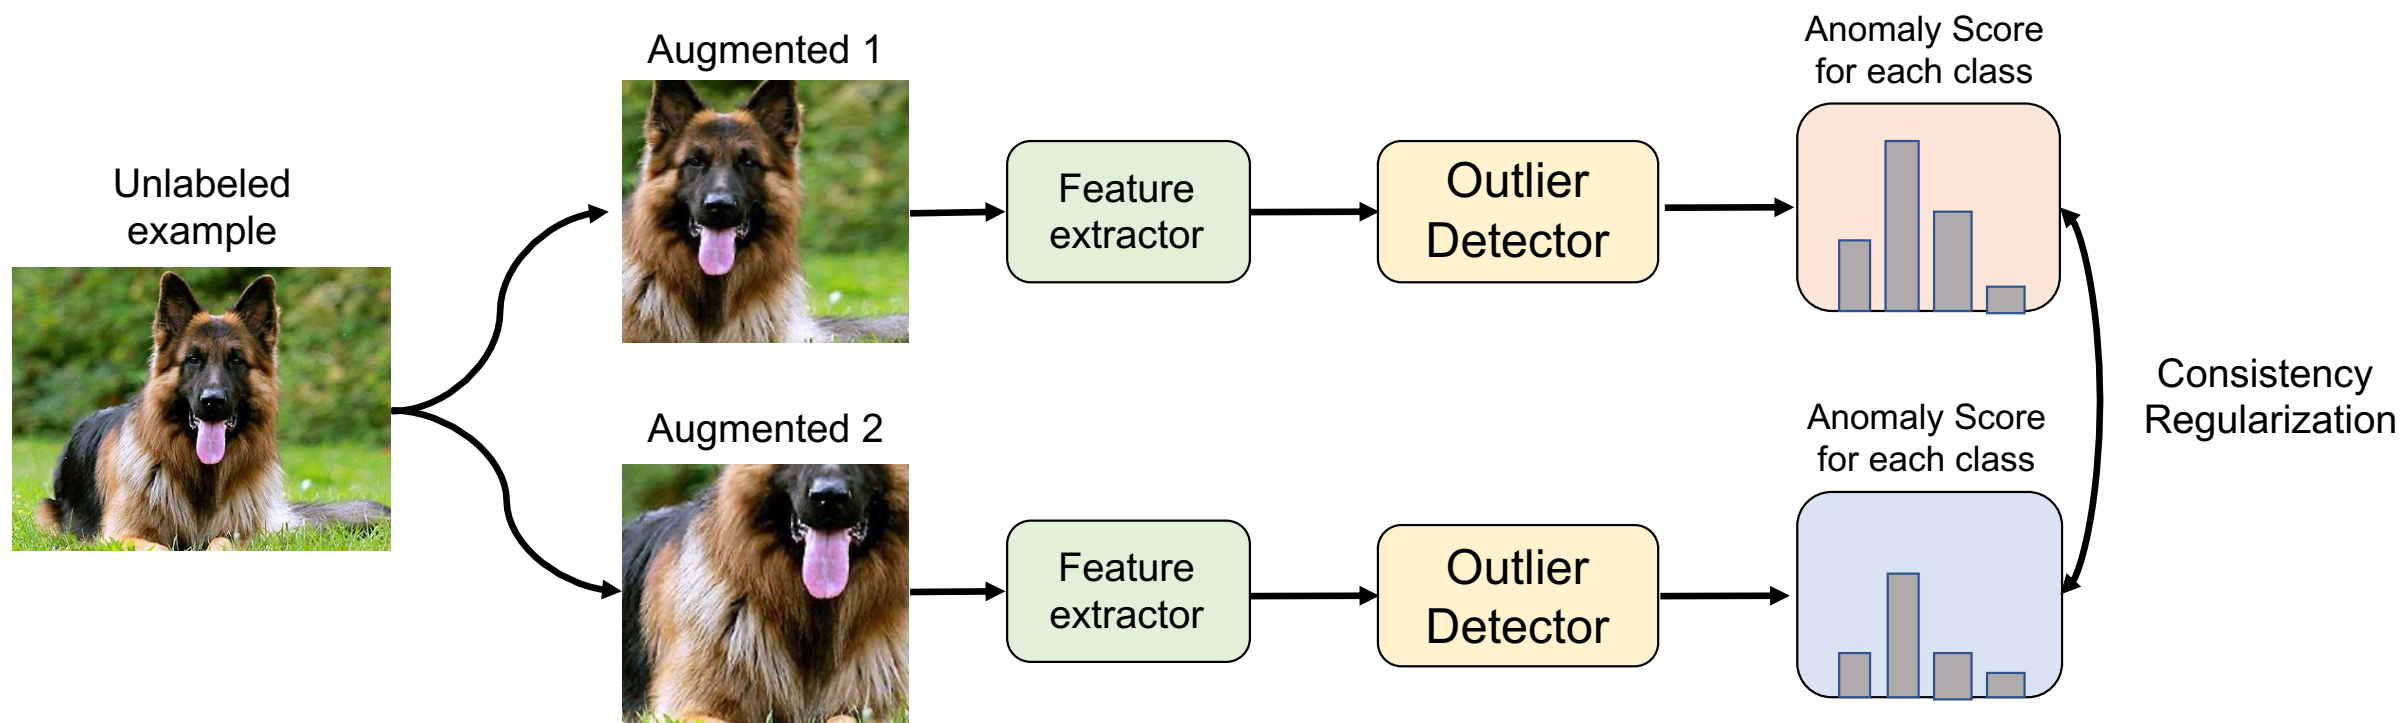 Unlabeled
example
Augmented 1
Feature
extractor
Outlier
Detector
Anomaly Score
for each class
Augmented 2
Feature
extractor
Outlier
Detector
Anomaly Score
for each class
Consistency
Regularization